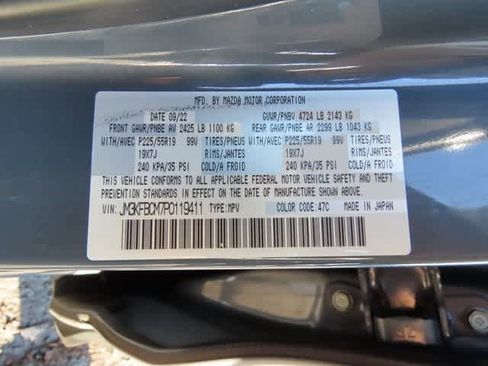 MFD. BY MAZDA MOTOR CORPORATION
DATE 09/22 GVWR/PNBV 4724 LB 2143 KG
FRONT GAWR/PNBE AV 2425 LB 1100 KG REAR GAWR/PNBE AR 2299 LB 1043 KG
WITH/AVEC P225/55R19 99V TIRES/PNEUS WITH/AVEC P225/55R19 99V TIRES/PNEUS
19X7J RIMS/JANTES 19X7J RIMS/JANTES
240 KPA/35 PSI COLD/A FROID 240 KPA/35 PSI COLD/A FROID
THIS VEHICLE CONFORMS TO ALL APPLICABLE FEDERAL MOTOR VEHICLE SAFETY, AND THEFT
PREVENTION STANDARDS IN EFFECT ON THE DATE OF MANUFACTURE SHOWN ABOVE.
VIN: JM3KFBCM7P0119411 TYPE: MPV COLOR CODE: 47C MADE IN JAPAN